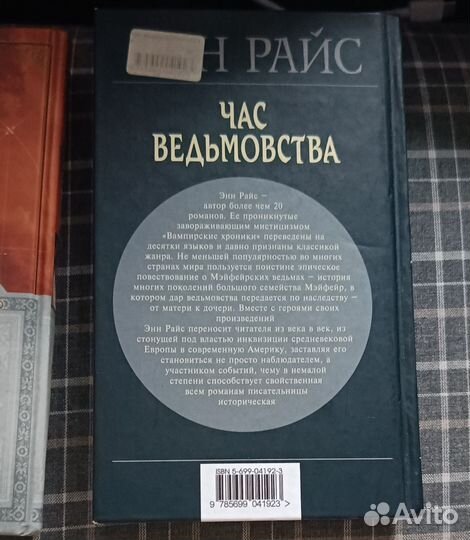 Н РАЙС
ЧАС
ВЕДЬМОВСТВА
Энн Райс —
автор более чем 20
романов. Ее проникнутые
завораживающим мистицизмом
«Вампирские хроники» переведены на
десятки языков и давно признаны классикой
жанра. Не меньшей популярностью во многих
странах мира пользуется поистине эпическое
повествование о Мэйфейрских ведьмах — история
многих поколений большого семейства Мэйфейр, в
котором дар ведьмовства передается по наследству —
от матери к дочери. Вместе с героями своих
произведений
Энн Райс переносит читателя из века в век, из
стонущей под властью инквизиции средневековой
Европы в современную Америку, заставляя его
становиться не просто наблюдателем, а
участником событий, чему в немалой
степени способствует свойственная
всем романам писательницы
историческая
ISBN 5-699-04192-3
9 785699 041923 >
Avito